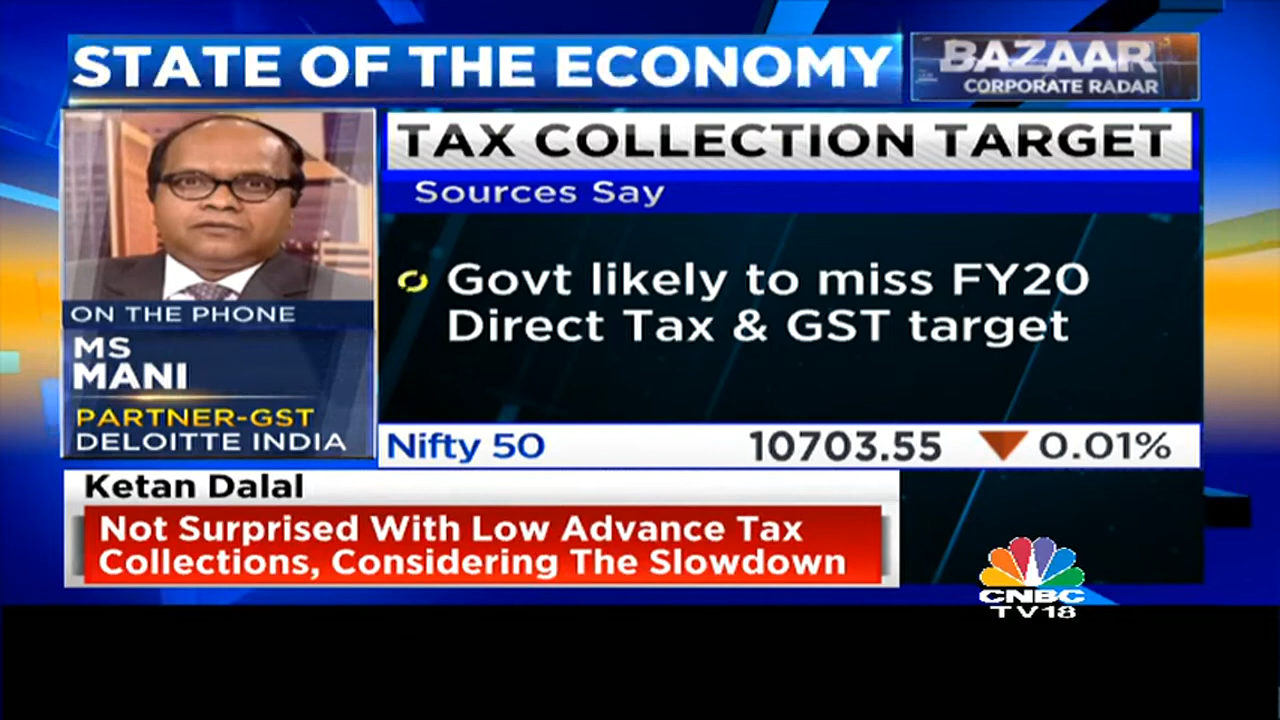 STATE OF THE ECONOMY
BAZAAR
CORPORATE RADAR
TAX COLLECTION TARGET
Sources Say
Govt likely to miss FY20
Direct Tax & GST target
ON THE PHONE
MS
MANI
PARTNER-GST
DELOITTE INDIA
Nifty 50 10703.55 0.01%
Ketan Dalal
Not Surprised With Low Advance Tax
Collections, Considering The Slowdown
CNBC
TV18